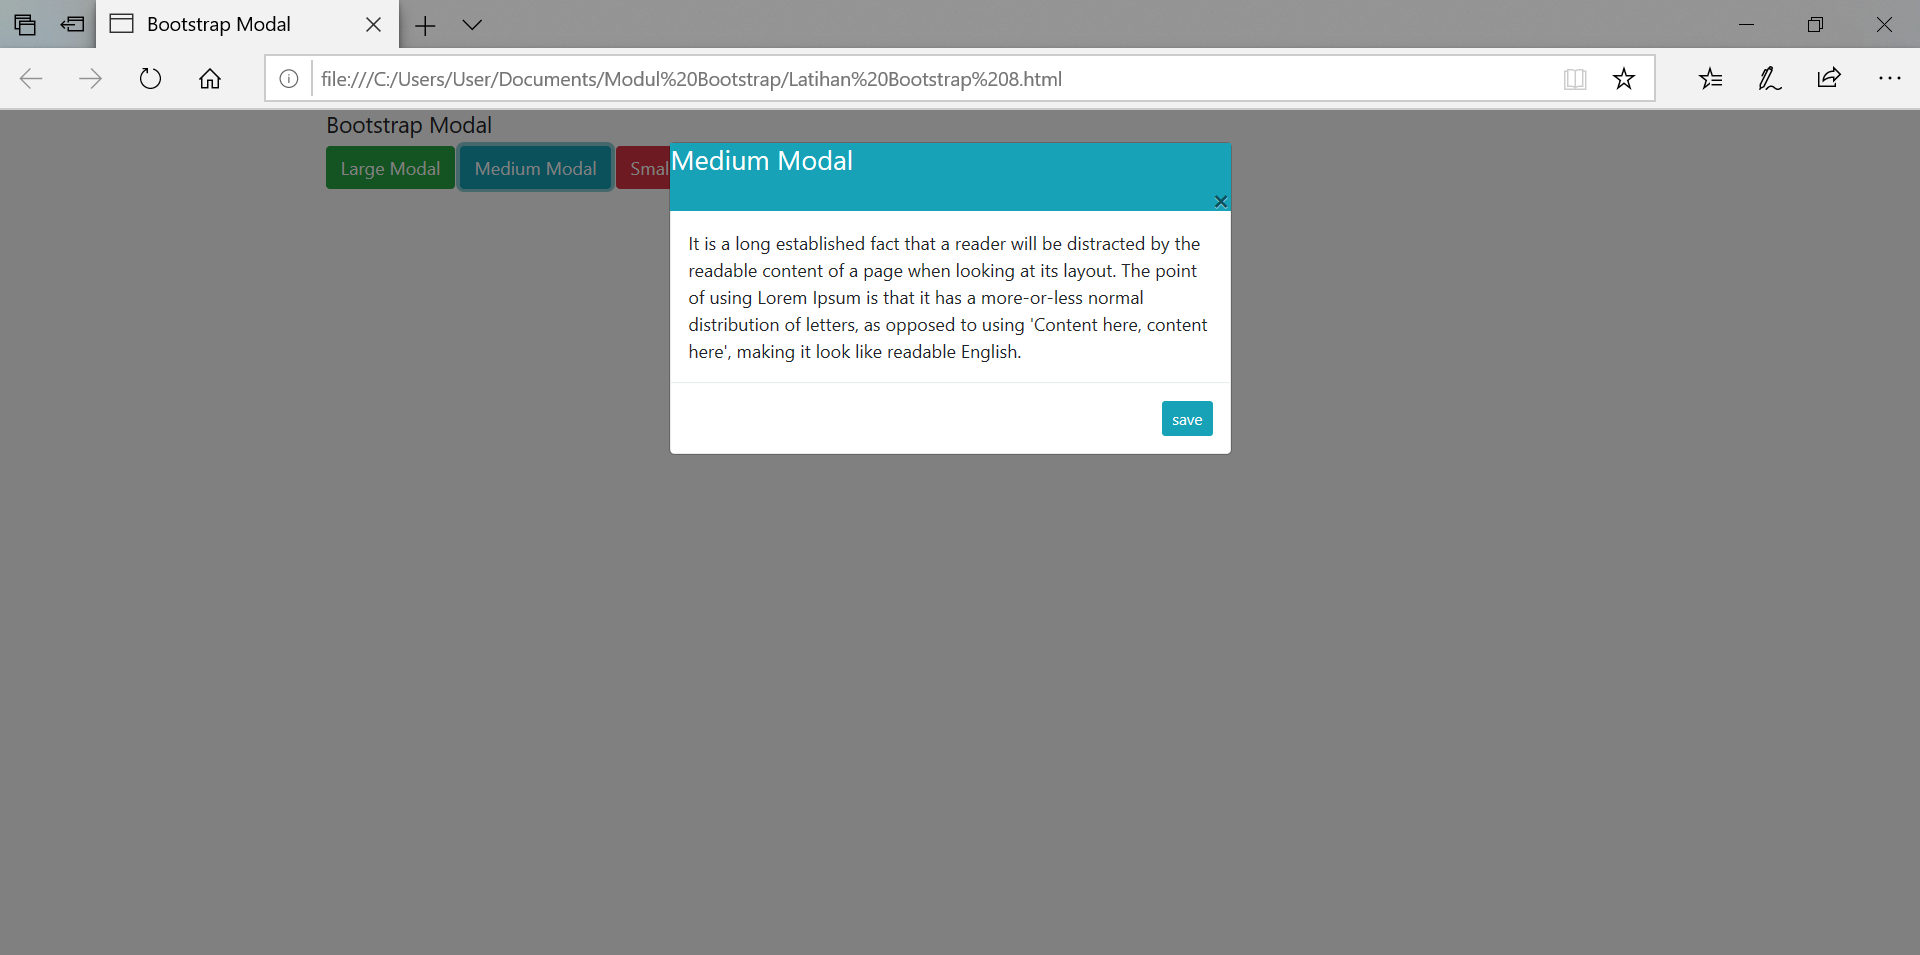 Bootstrap Modal
file:///C:/Users/User/Documents/Modul%20Bootstrap/Latihan%20Bootstrap%208.html
Bootstrap Modal
Large Modal
Medium Modal
Smal
Medium Modal
×
It is a long established fact that a reader will be distracted by the
readable content of a page when looking at its layout. The point
of using Lorem Ipsum is that it has a more-or-less normal
distribution of letters, as opposed to using 'Content here, content
here', making it look like readable English.
save